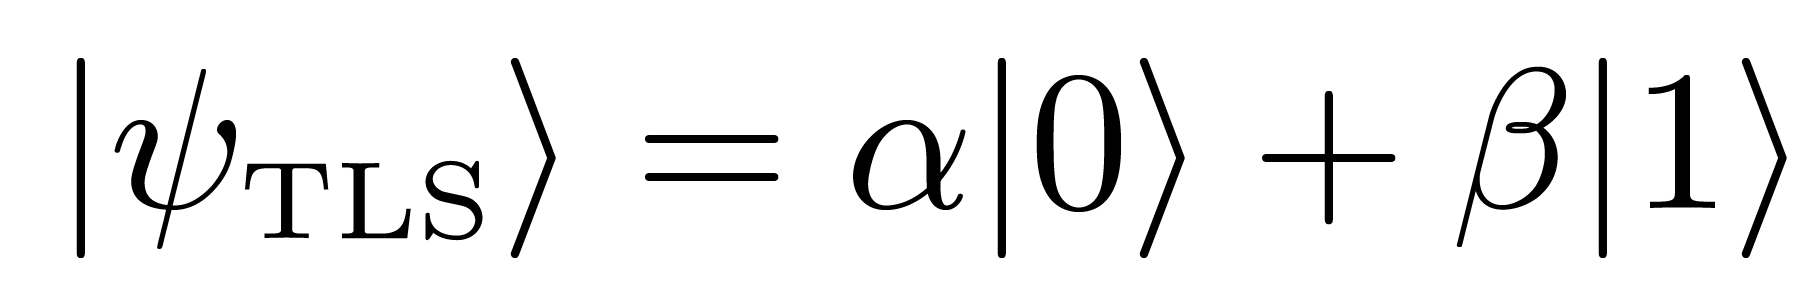 |ψ_TLS⟩ = α|0⟩ + β|1⟩